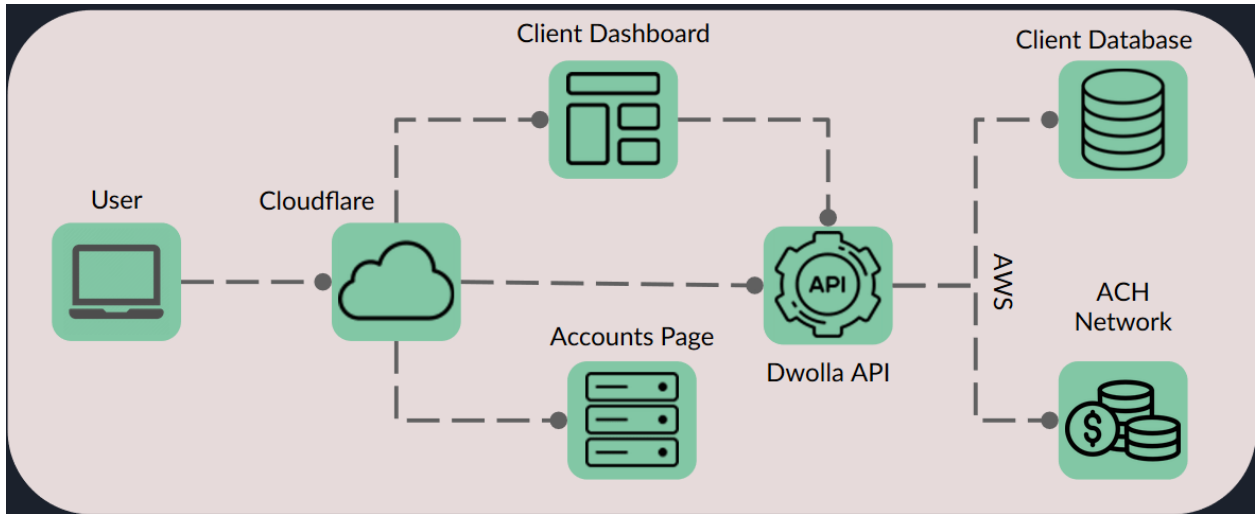 Client Dashboard
Client Database
User
Cloudflare
API
AWS
ACH
Network
Accounts Page
Dwolla API
$